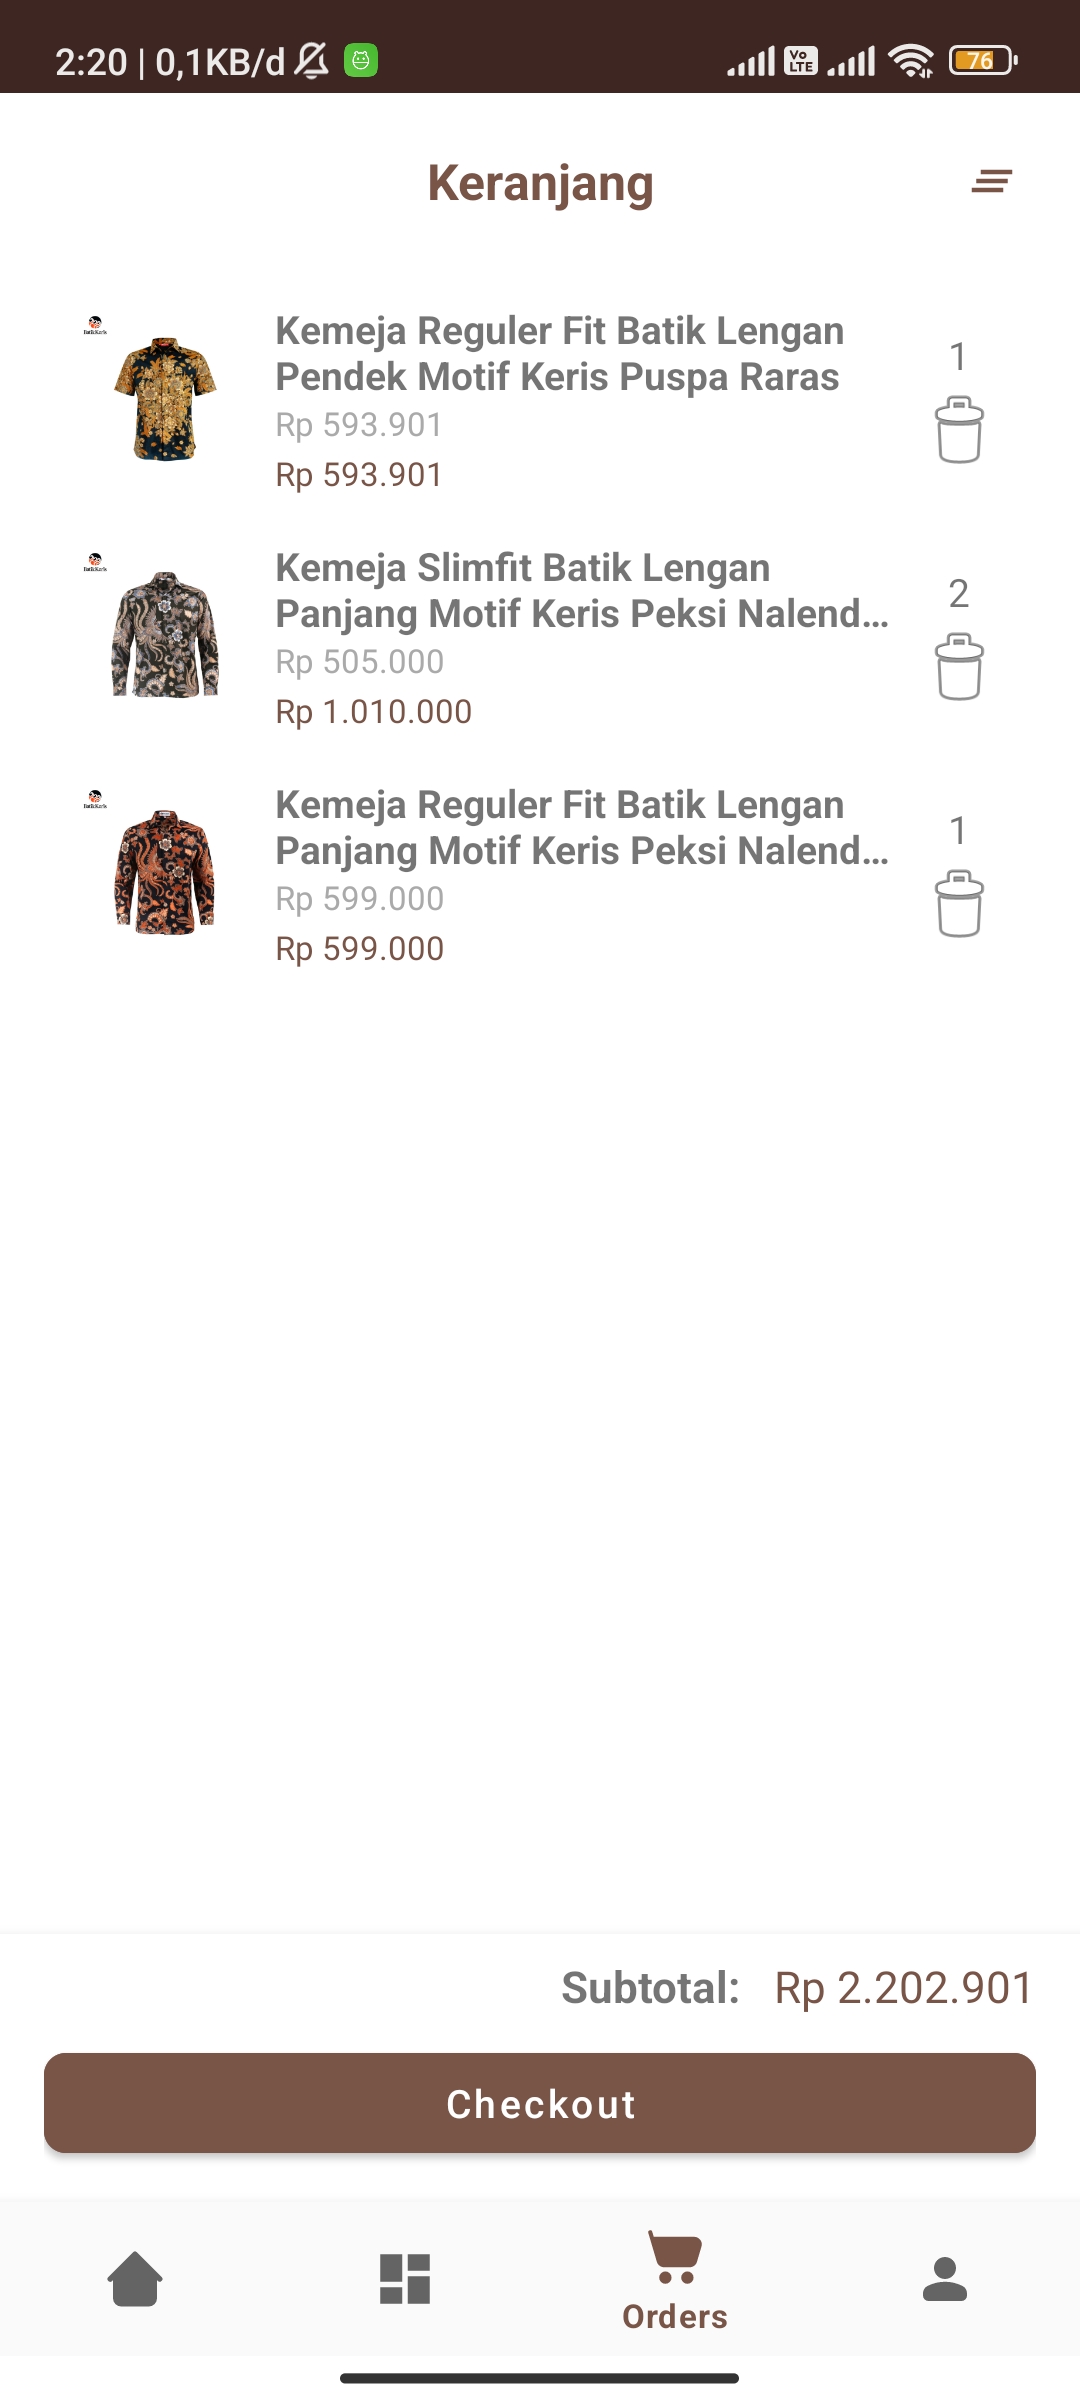 2:20 | 0,1KB/d
Vo LTE
76
Keranjang
Kemeja Reguler Fit Batik Lengan
Pendek Motif Keris Puspa Raras
Rp 593.901
Rp 593.901
1
Kemeja Slimfit Batik Lengan
Panjang Motif Keris Peksi Nalend...
Rp 505.000
Rp 1.010.000
2
Kemeja Reguler Fit Batik Lengan
Panjang Motif Keris Peksi Nalend...
Rp 599.000
Rp 599.000
1
Subtotal: Rp 2.202.901
Checkout
Orders